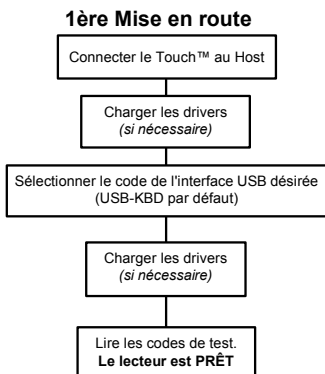 1ère Mise en route
Connecter le Touch™ au Host
Charger les drivers
(si nécessaire)
Sélectionner le code de l'interface USB désirée
(USB-KBD par défaut)
Charger les drivers
(si nécessaire)
Lire les codes de test.
Le lecteur est PRÊT